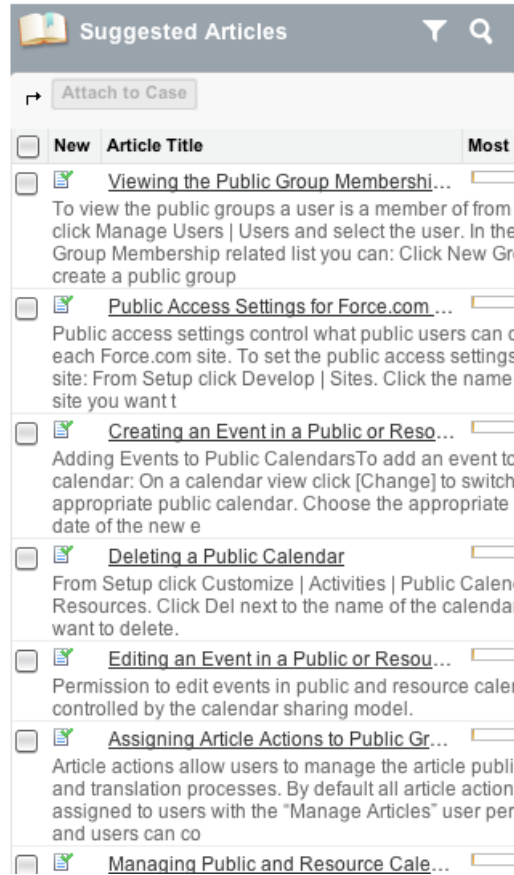 Suggested Articles
Attach to Case
New Article Title Most
Viewing the Public Group Membershi...
To view the public groups a user is a member of from
click Manage Users | Users and select the user. In the
Group Membership related list you can: Click New Gr
create a public group
Public Access Settings for Force.com ...
Public access settings control what public users can
each Force.com site. To set the public access settings
site: From Setup click Develop | Sites. Click the name
site you want t
Creating an Event in a Public or Reso...
Adding Events to Public CalendarsTo add an event to
calendar: On a calendar view click [Change] to switch
appropriate public calendar. Choose the appropriate
date of the new e
Deleting a Public Calendar
From Setup click Customize | Activities | Public Calen
Resources. Click Del next to the name of the calenda
want to delete.
Editing an Event in a Public or Resou...
Permission to edit events in public and resource cale
controlled by the calendar sharing model.
Assigning Article Actions to Public Gr...
Article actions allow users to manage the article publi
and translation processes. By default all article action
assigned to users with the “Manage Articles” user per
and users can co
Managing Public and Resource Cale...